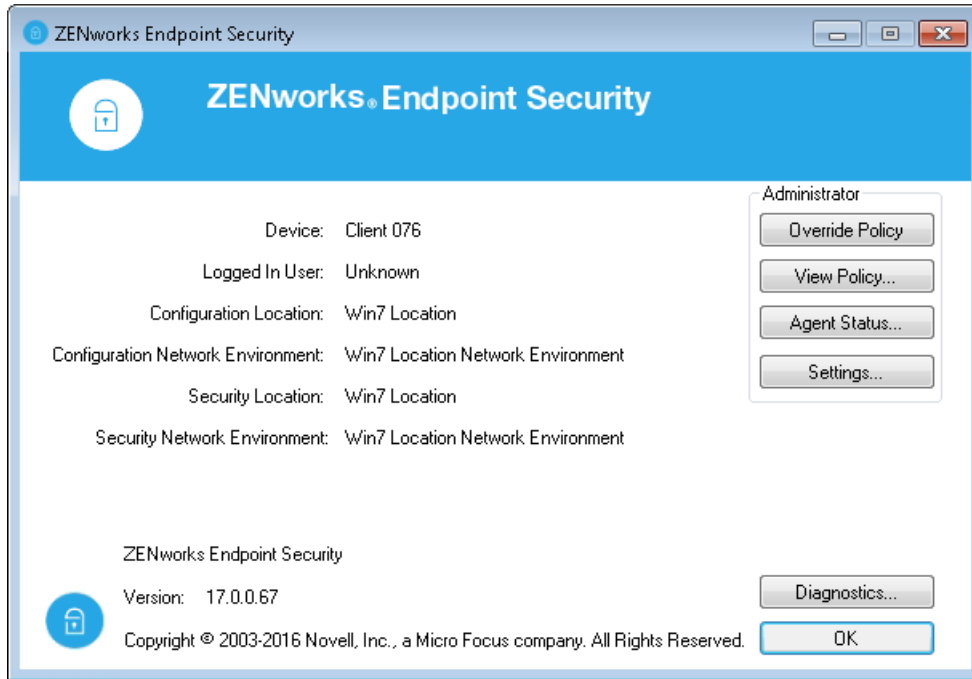 ZENworks Endpoint Security
ZENworks® Endpoint Security
Administrator
Device: Client 076
Override Policy
Logged In User: Unknown
View Policy...
Configuration Location: Win7 Location
Agent Status...
Configuration Network Environment: Win7 Location Network Environment
Settings...
Security Location: Win7 Location
Security Network Environment: Win7 Location Network Environment
ZENworks Endpoint Security
Version: 17.0.0.67
Diagnostics...
Copyright © 2003-2016 Novell, Inc., a Micro Focus company. All Rights Reserved.
OK